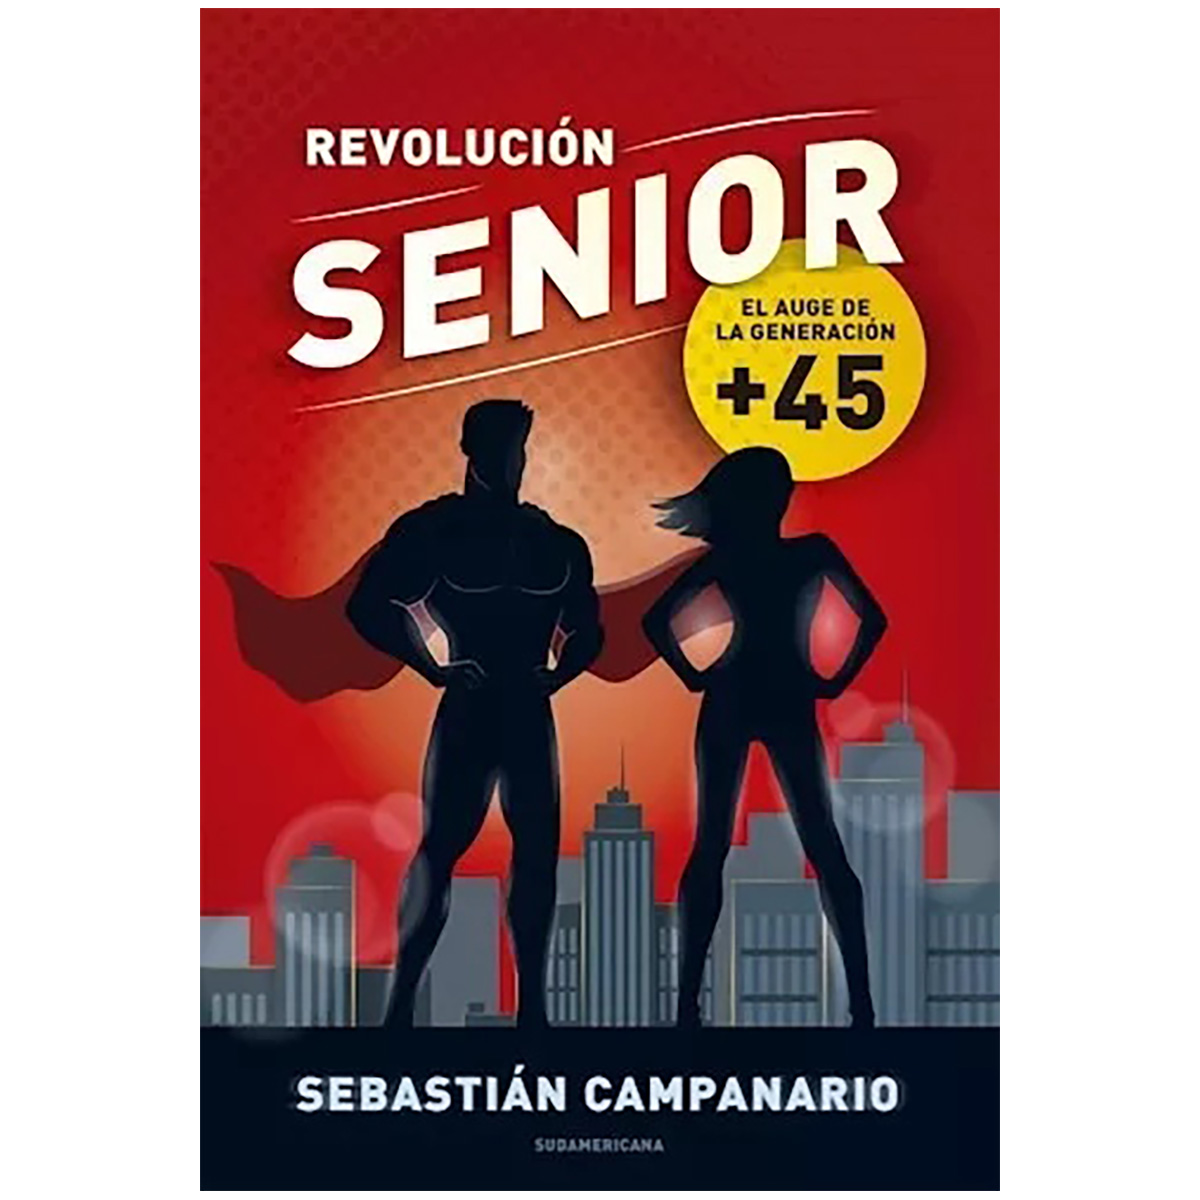 REVOLUCIÓN
SENIOR
EL AUGE DE
LA GENERACIÓN
+45
SEBASTIÁN CAMPANARIO
SUDAMERICANA